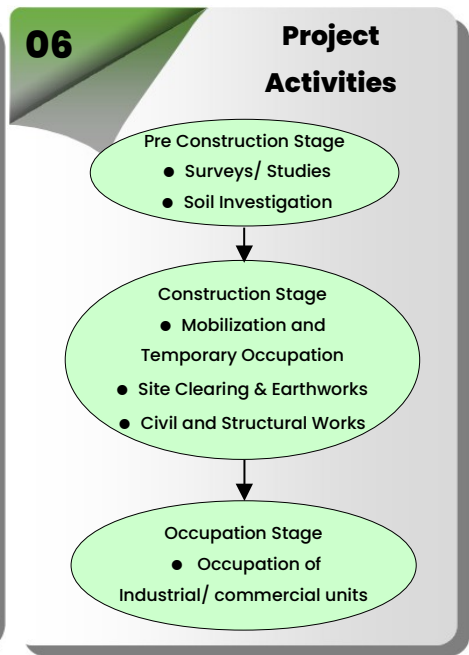 06
Project
Activities
Pre Construction Stage
● Surveys/ Studies
● Soil Investigation
Construction Stage
● Mobilization and
Temporary Occupation
● Site Clearing & Earthworks
● Civil and Structural Works
Occupation Stage
● Occupation of
Industrial/ commercial units